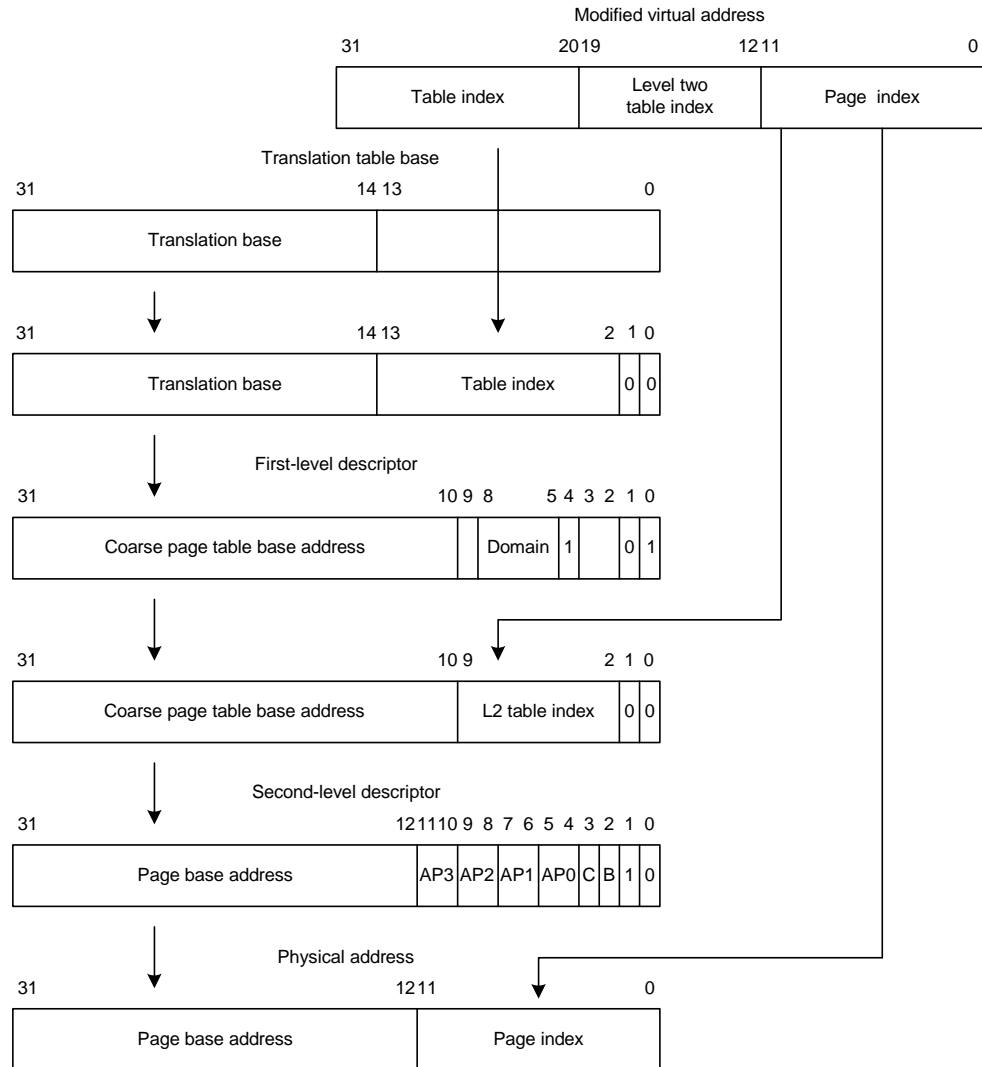 Modified virtual address
31 20 19 12 11 0
Table index Level two table index Page index
Translation table base
31 14 13 0
Translation base
31 14 13 2 1 0
Translation base Table index 0 0
First-level descriptor
31 10 9 8 5 4 3 2 1 0
Coarse page table base address Domain 1 0 1
31 10 9 2 1 0
Coarse page table base address L2 table index 0 0
Second-level descriptor
31 12 11 10 9 8 7 6 5 4 3 2 1 0
Page base address AP3 AP2 AP1 AP0 C B 1 0
Physical address
31 12 11 0
Page base address Page index